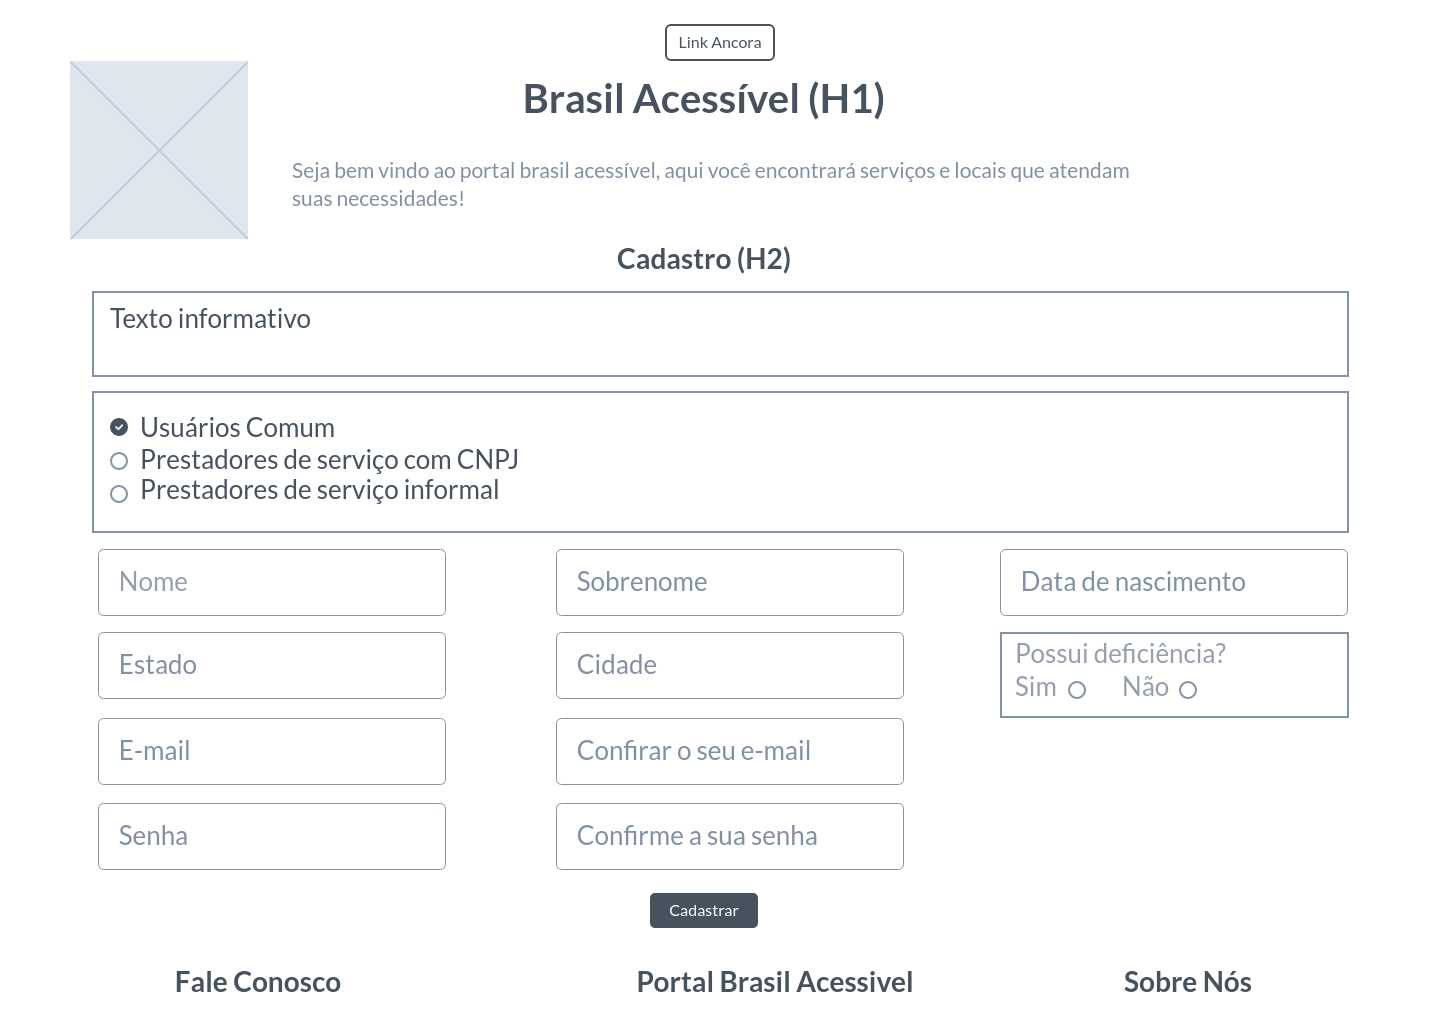 Link Ancora
Brasil Acessível (H1)
Seja bem vindo ao portal brasil acessível, aqui você encontrará serviços e locais que atendam
suas necessidades!
Cadastro (H2)
Texto informativo
Usuários Comum
Prestadores de serviço com CNPJ
Prestadores de serviço informal
Nome
Sobrenome
Data de nascimento
Estado
Cidade
Possui deficiência?
Sim Não
E-mail
Confirar o seu e-mail
Senha
Confirme a sua senha
Cadastrar
Fale Conosco
Portal Brasil Acessivel
Sobre Nós